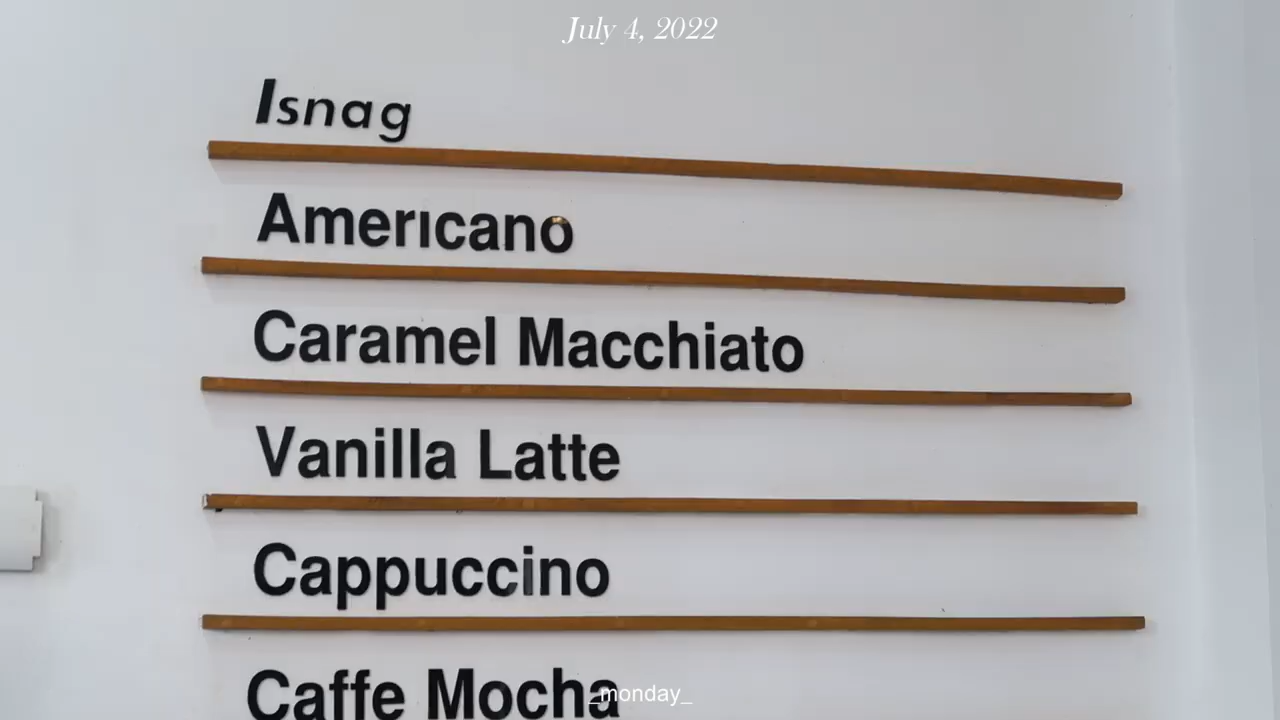 July 4, 2022
Isnag
Americano
Caramel Macchiato
Vanilla Latte
Cappuccino
Caffe Mocha
_monday_